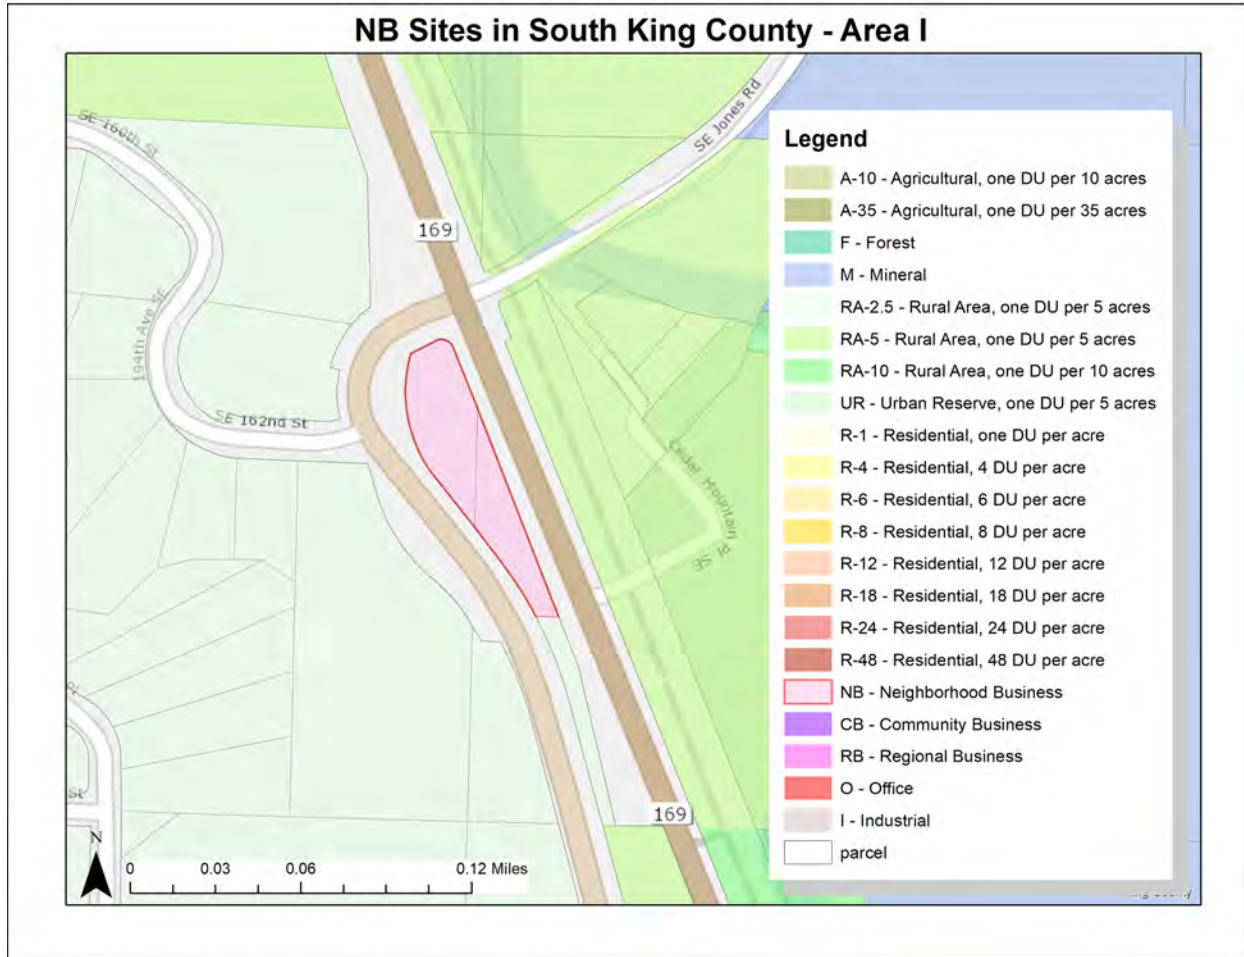 NB Sites in South King County - Area I
SE 160th St
SE Jones Rd
169
194th Ave SE
SE 162nd St
Cedar Mountain
Pl SE
Pl
St
169
N
0 0.03 0.06 0.12 Miles
Legend
A-10 - Agricultural, one DU per 10 acres
A-35 - Agricultural, one DU per 35 acres
F - Forest
M - Mineral
RA-2.5 - Rural Area, one DU per 5 acres
RA-5 - Rural Area, one DU per 5 acres
RA-10 - Rural Area, one DU per 10 acres
UR - Urban Reserve, one DU per 5 acres
R-1 - Residential, one DU per acre
R-4 - Residential, 4 DU per acre
R-6 - Residential, 6 DU per acre
R-8 - Residential, 8 DU per acre
R-12 - Residential, 12 DU per acre
R-18 - Residential, 18 DU per acre
R-24 - Residential, 24 DU per acre
R-48 - Residential, 48 DU per acre
NB - Neighborhood Business
CB - Community Business
RB - Regional Business
O - Office
I - Industrial
parcel
County